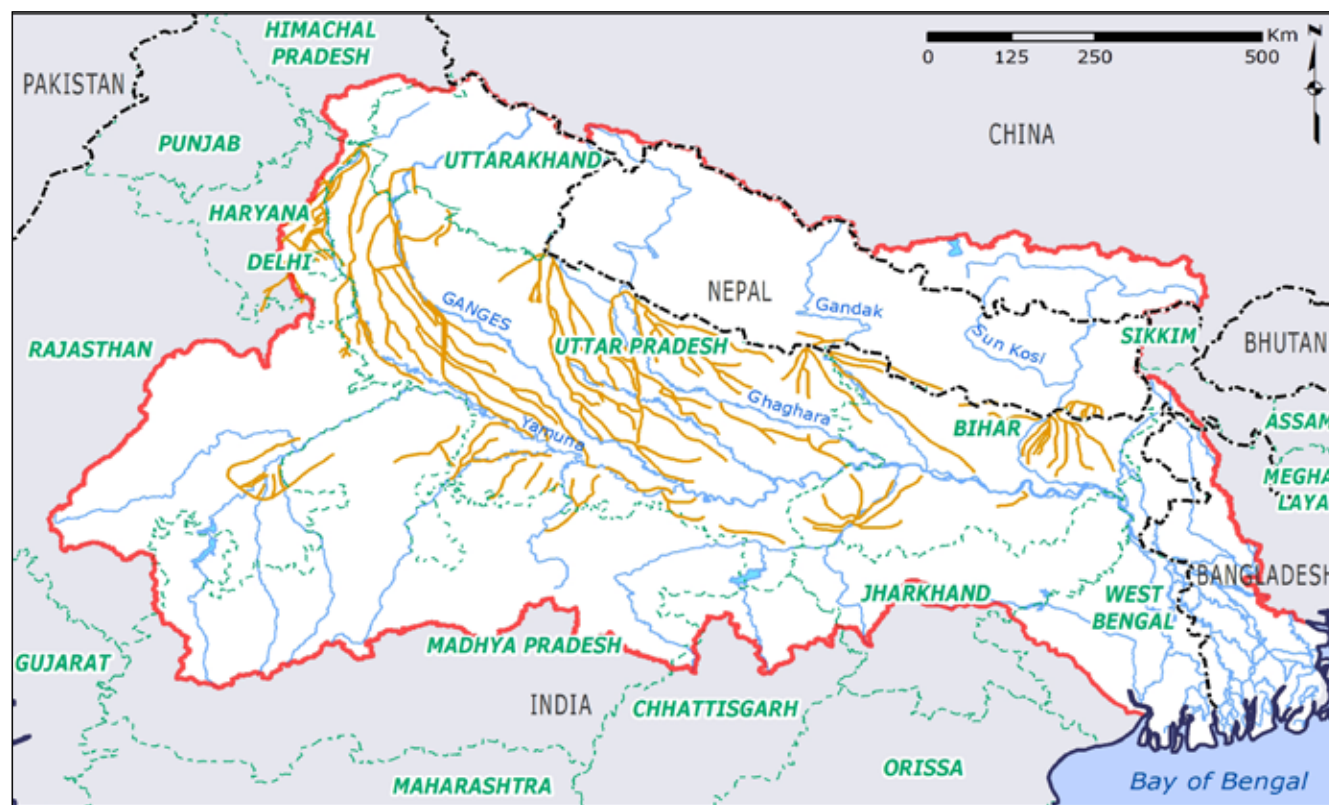 HIMACHAL
PRADESH
Km
N
0
125
250
500
PAKISTAN
CHINA
PUNJAB
UTTARAKHAND
HARYANA
DELHI
NEPAL
GANGES
Gandak
Sun Kosi
SIKKIM
BHUTAN
RAJASTHAN
UTTAR PRADESH
Ghaghara
Yamuna
BIHAR
ASSAM
MEGHA
LAYA
BANGLADESH
JHARKHAND
WEST
BENGAL
MADHYA PRADESH
GUJARAT
INDIA
CHHATTISGARH
ORISSA
MAHARASHTRA
Bay of Bengal